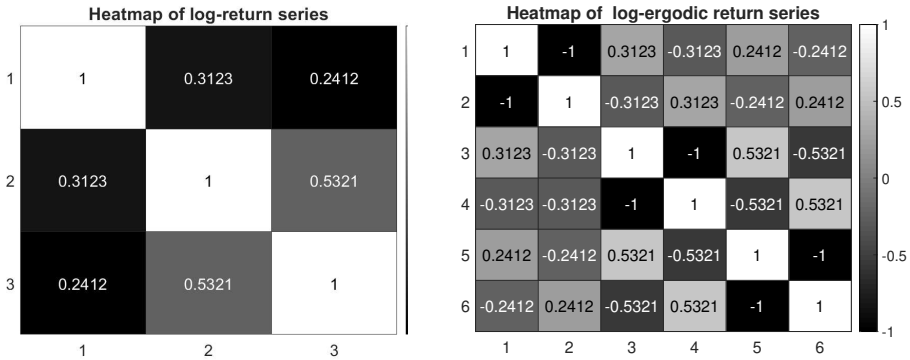 Heatmap of log-return series
1 1 0.3123 0.2412
2 0.3123 1 0.5321
3 0.2412 0.5321 1
1 2 3
Heatmap of log-ergodic return series
1 1 -1 0.3123 -0.3123 0.2412 -0.2412
2 -1 1 -0.3123 0.3123 -0.2412 0.2412
3 0.3123 -0.3123 1 -1 0.5321 -0.5321
4 -0.3123 -0.3123 -1 1 -0.5321 0.5321
5 0.2412 -0.2412 0.5321 -0.5321 1 -1
6 -0.2412 0.2412 -0.5321 0.5321 -1 1
1 2 3 4 5 6
1
0.5
0
-0.5
-1